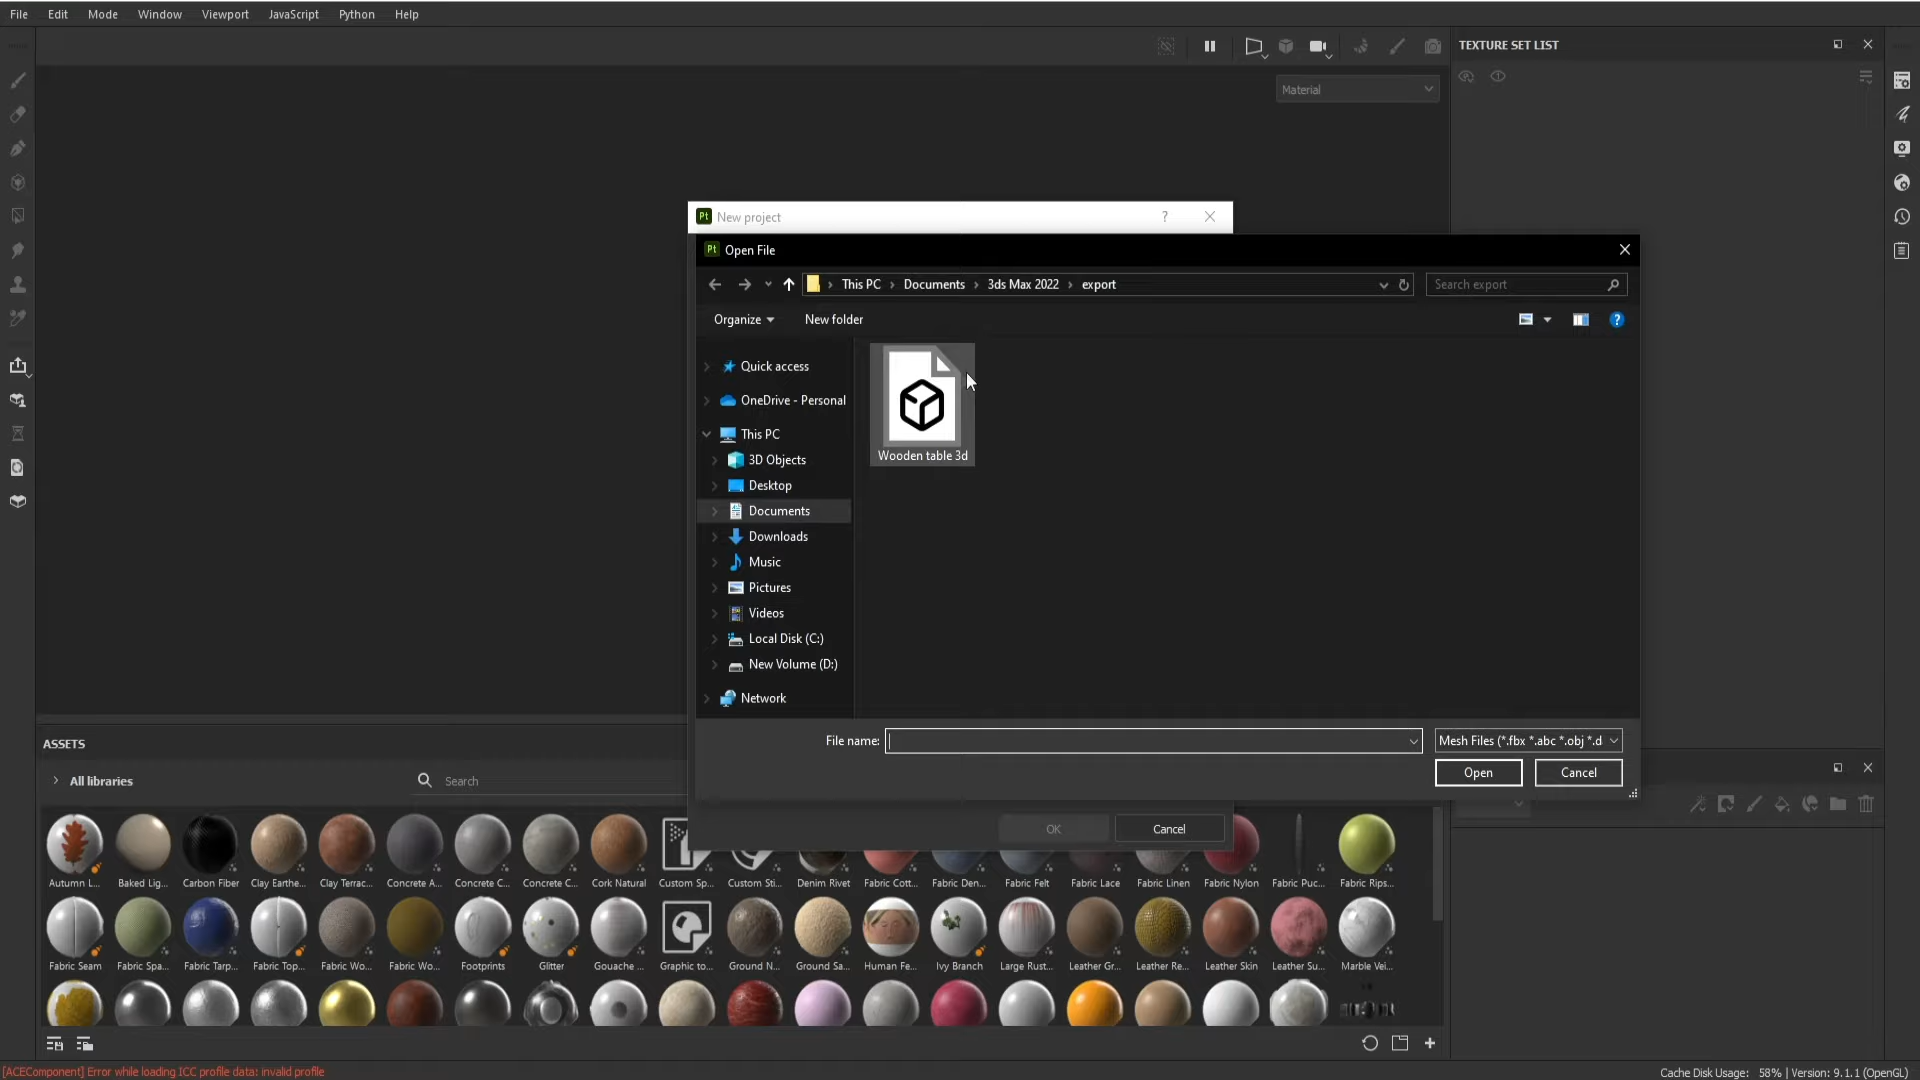 File Edit Mode Window Viewport JavaScript Python Help
TEXTURE SET LIST
Material
Pt New project ?
Pt Open File
This PC › Documents › 3ds Max 2022 › export
Search export
Organize New folder
Quick access
OneDrive - Personal
This PC
3D Objects
Desktop
Documents
Downloads
Music
Pictures
Videos
Local Disk (C:)
New Volume (D:)
Network
Wooden table 3d
File name:
Mesh Files (*.fbx *.abc *.obj *.d
Open Cancel
OK Cancel
ASSETS
All libraries
Search
Autumn L... Baked Lig... Carbon Fiber Clay Earthe... Clay Terrac... Concrete A... Concrete C... Concrete C... Cork Natural Custom Sp... Custom Sti... Denim Rivet Fabric Cott... Fabric Den... Fabric Felt Fabric Lace Fabric Linen Fabric Nylon Fabric Puc... Fabric Rips...
Fabric Seam Fabric Spa... Fabric Tarp... Fabric Top... Fabric Wo... Fabric Wo... Footprints Glitter Gouache ... Graphic to... Ground N... Ground Sa... Human Fe... Ivy Branch Large Rust... Leather Gr... Leather Re... Leather Skin Leather Su... Marble Vei...
[ACEComponent] Error while loading ICC profile data: invalid profile
Cache Disk Usage: 58% | Version: 9.1.1 (OpenGL)